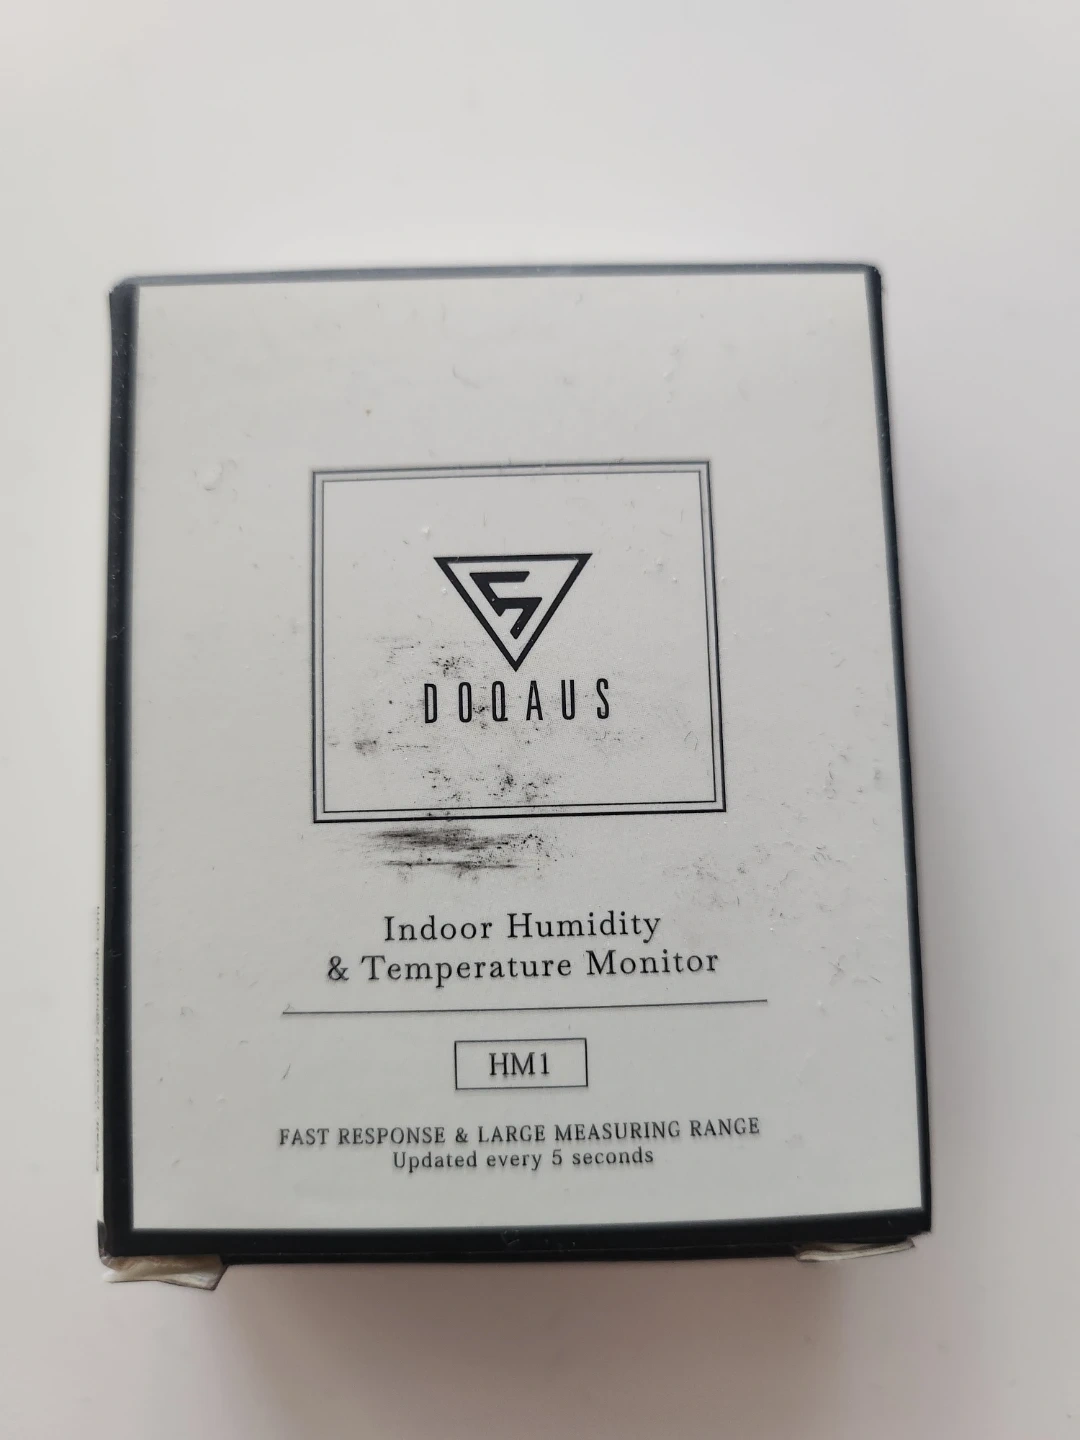 DOQAUS
Indoor Humidity
& Temperature Monitor
HM1
FAST RESPONSE & LARGE MEASURING RANGE
Updated every 5 seconds